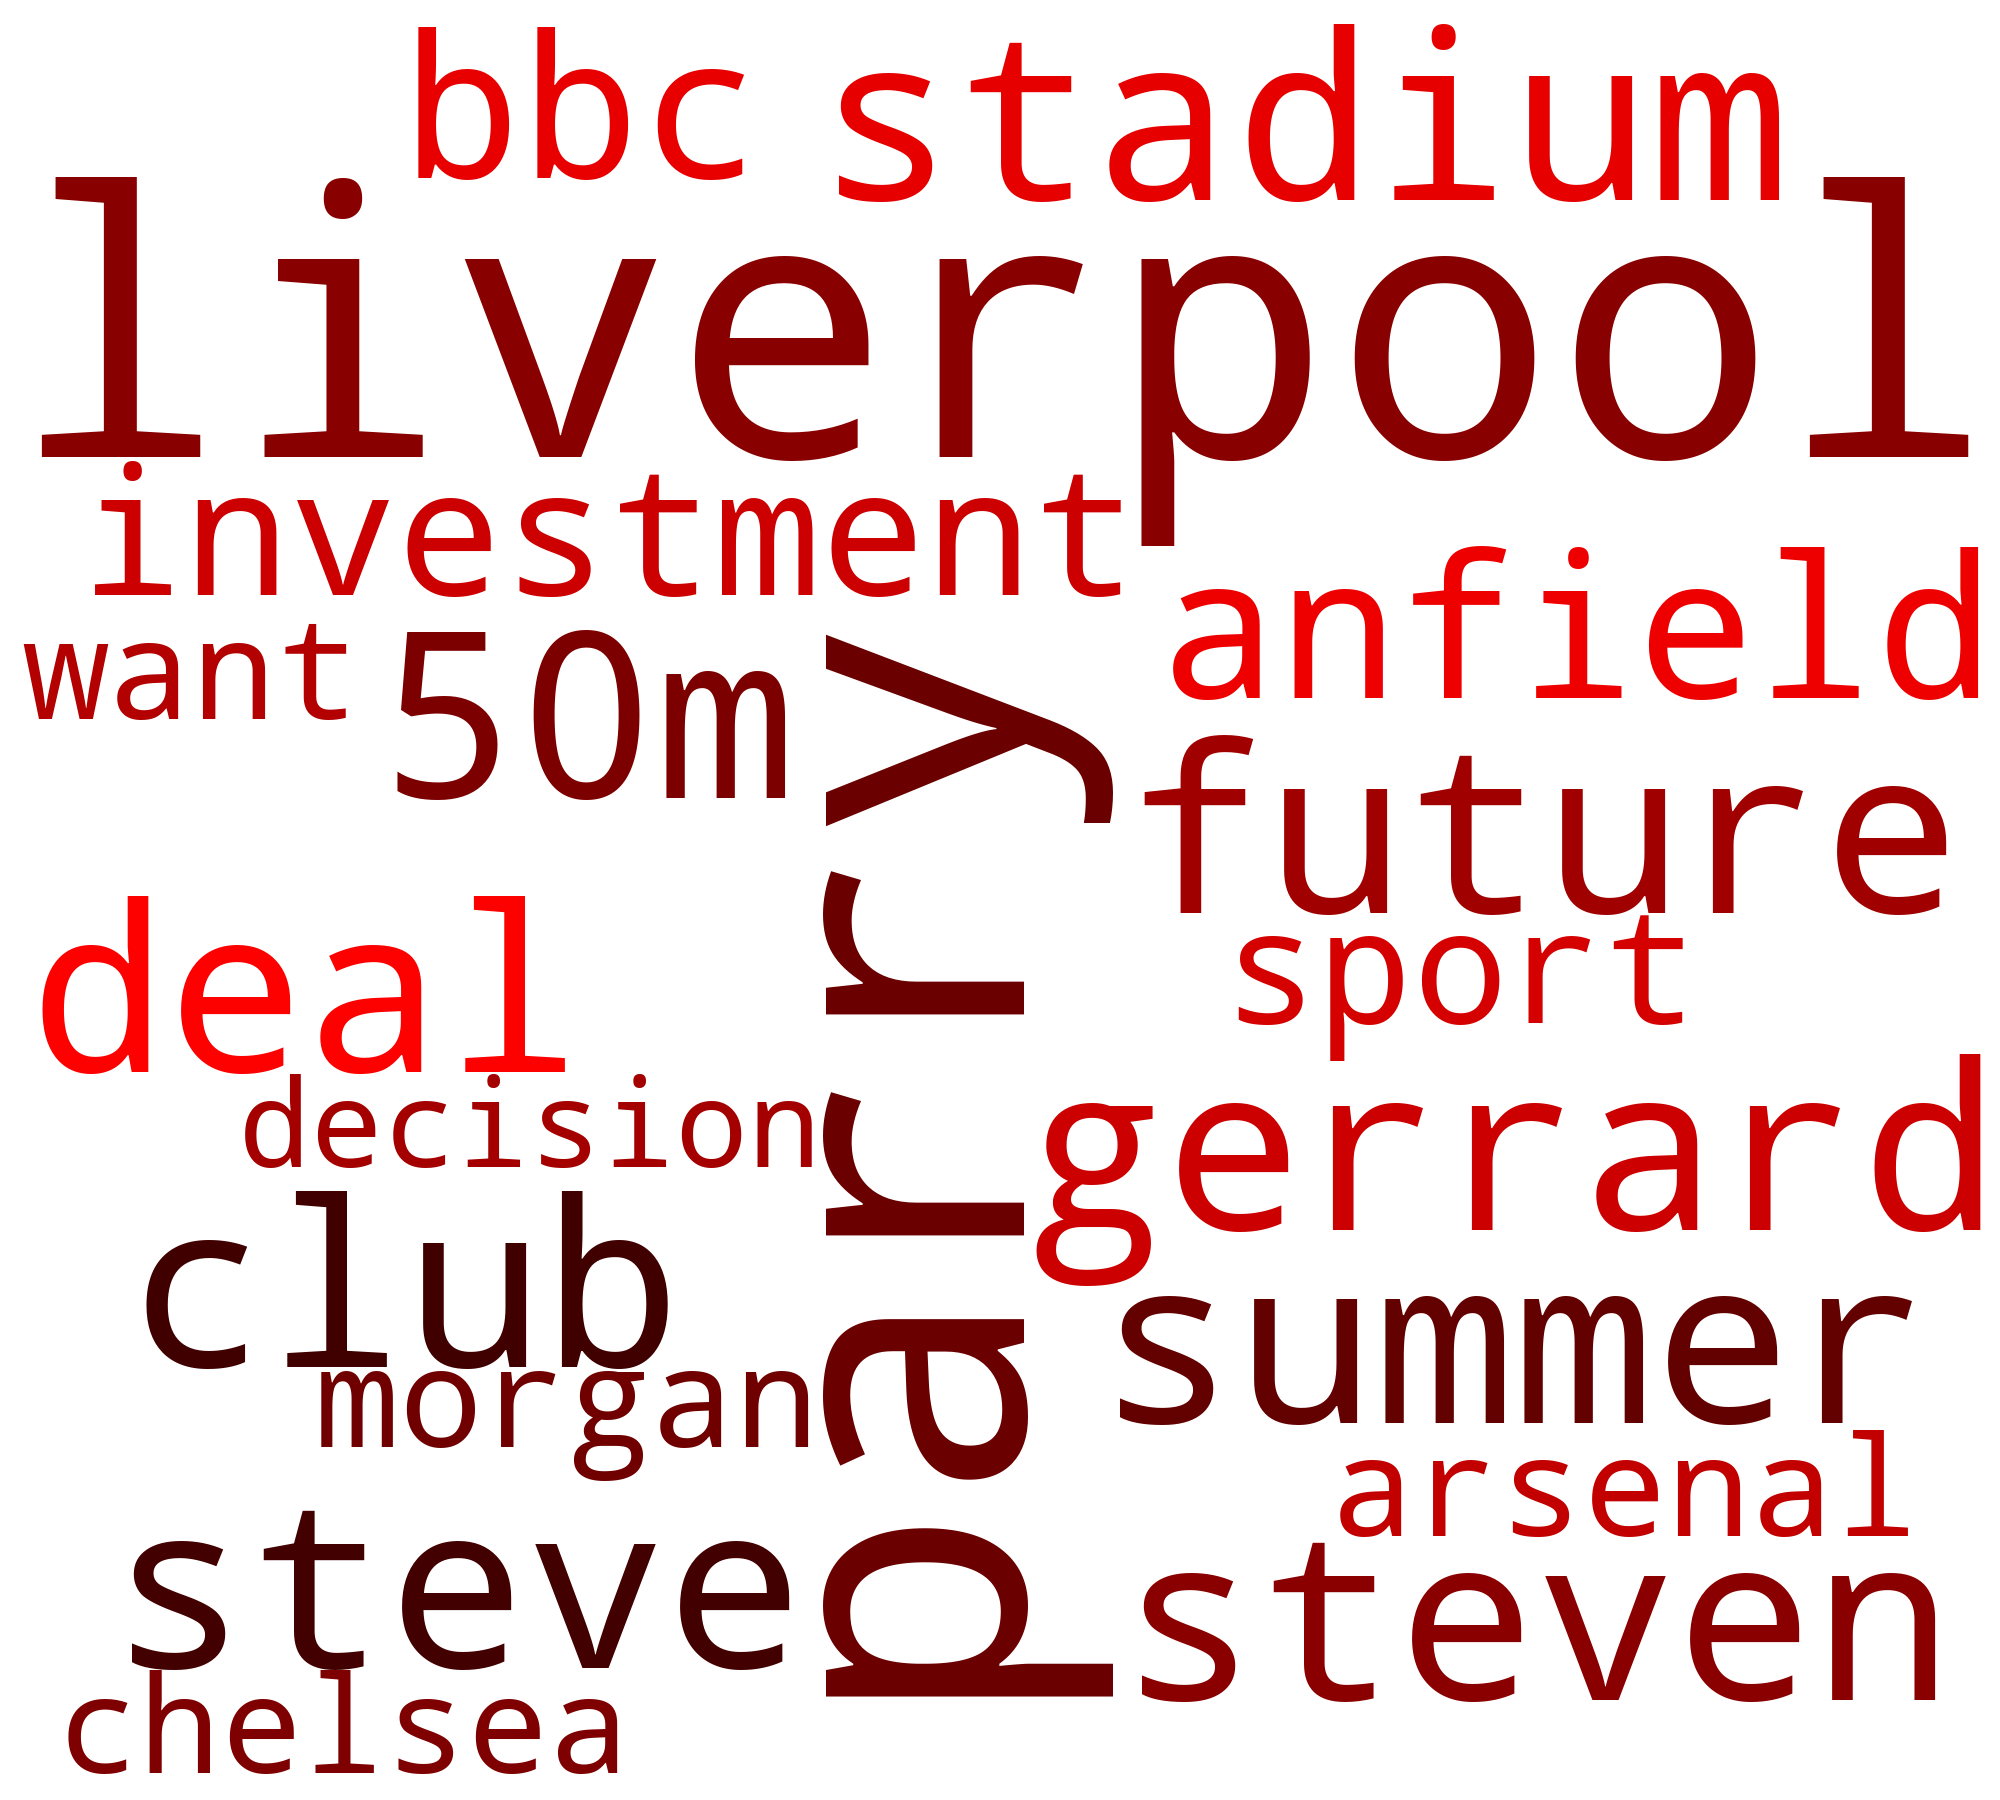 bbc stadium
liverpool
investment
anfield
want 50m
parry
future
deal
sport
decision
gerrard
club
summer
morgan
arsenal
steve
steven
chelsea